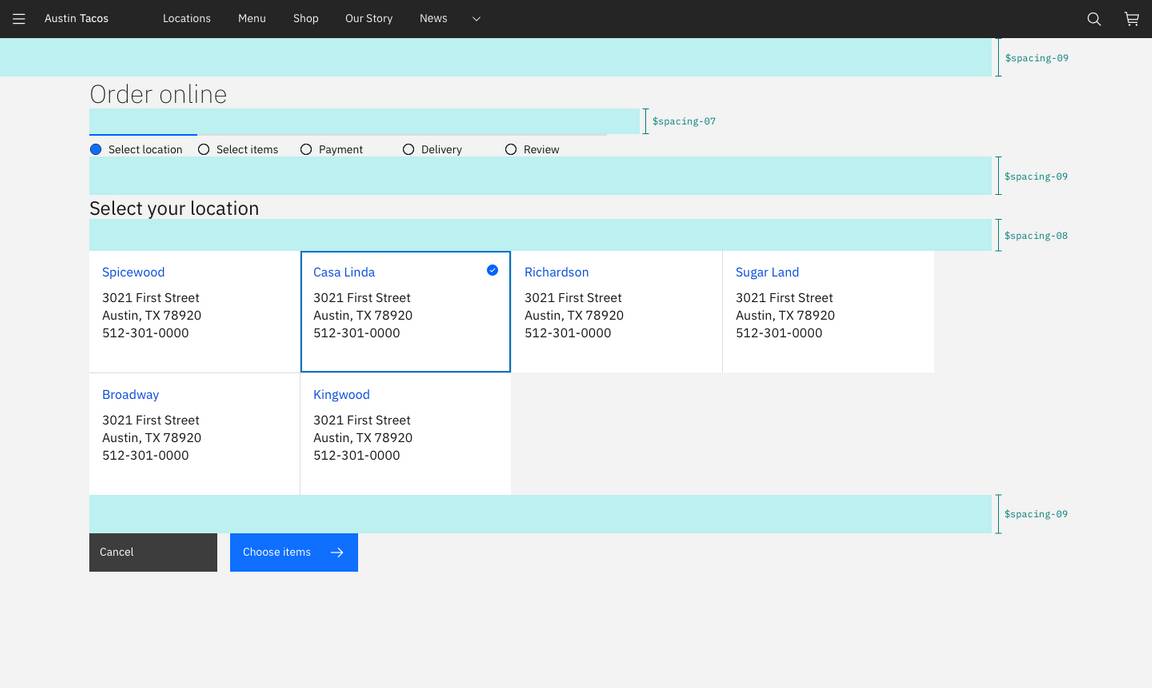 Austin Tacos Locations Menu Shop Our Story News
$spacing-09
Order online
$spacing-07
Select location Select items Payment Delivery Review
$spacing-09
Select your location
$spacing-08
Spicewood
3021 First Street
Austin, TX 78920
512-301-0000
Casa Linda
3021 First Street
Austin, TX 78920
512-301-0000
Richardson
3021 First Street
Austin, TX 78920
512-301-0000
Sugar Land
3021 First Street
Austin, TX 78920
512-301-0000
Broadway
3021 First Street
Austin, TX 78920
512-301-0000
Kingwood
3021 First Street
Austin, TX 78920
512-301-0000
$spacing-09
Cancel Choose items